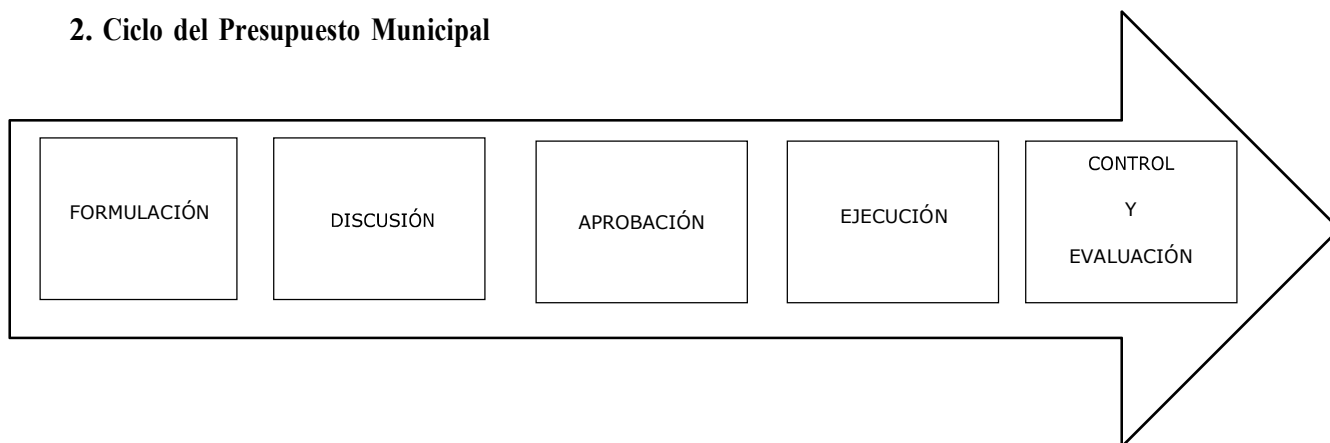 2. Ciclo del Presupuesto Municipal
FORMULACIÓN
DISCUSIÓN
APROBACIÓN
EJECUCIÓN
CONTROL
Y
EVALUACIÓN